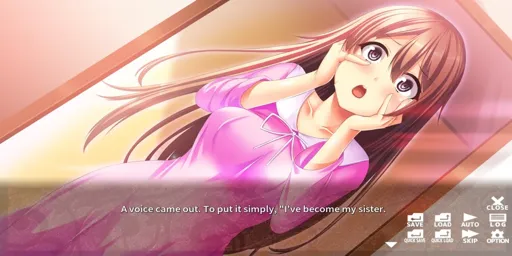 A voice came out. To put it simply, "I've become my sister.
CLOSE
SAVE LOAD AUTO LOG
QUICK SAVE QUICK LOAD SKIP OPTION